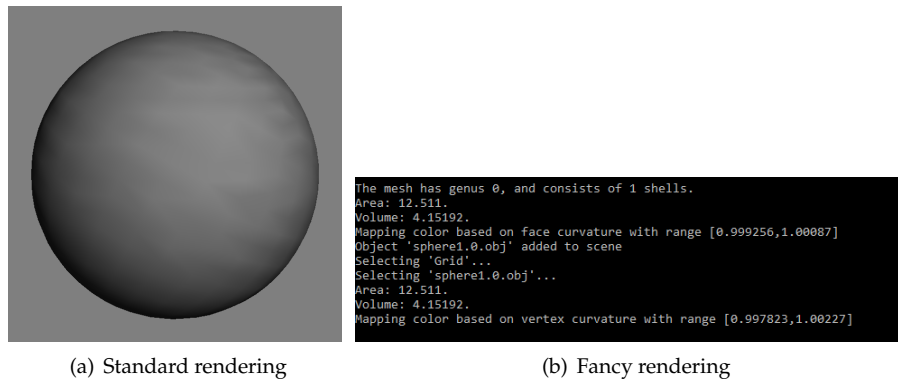 The mesh has genus 0, and consists of 1 shells.
Area: 12.511.
Volume: 4.15192.
Mapping color based on face curvature with range [0.999256,1.00087]
Object 'sphere1.0.obj' added to scene
Selecting 'Grid'...
Selecting 'sphere1.0.obj'...
Area: 12.511.
Volume: 4.15192.
Mapping color based on vertex curvature with range [0.997823,1.00227]
(a) Standard rendering
(b) Fancy rendering